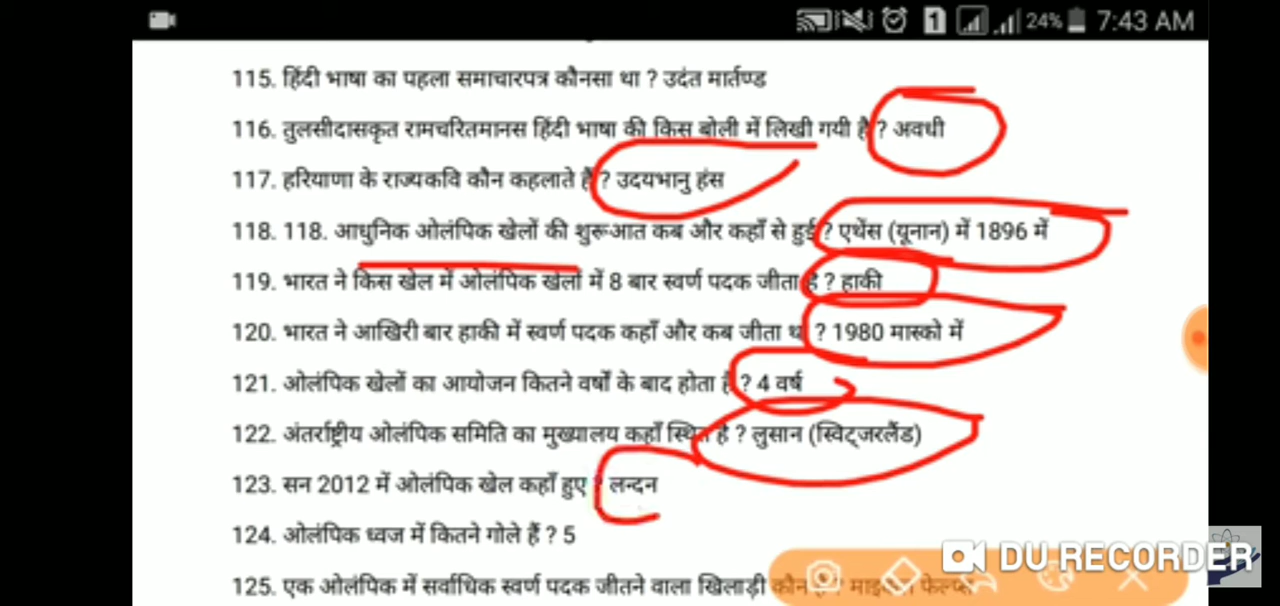 24% 7:43 AM
115. हिंदी भाषा का पहला समाचारपत्र कौनसा था ? उदंत मार्तण्ड
116. तुलसीदासकृत रामचरितमानस हिंदी भाषा की किस बोली में लिखी गयी है ? अवधी
117. हरियाणा के राज्यकवि कौन कहलाते हैं ? उदयभानु हंस
118. 118. आधुनिक ओलंपिक खेलों की शुरूआत कब और कहाँ से हुई ? एथेंस (यूनान) में 1896 में
119. भारत ने किस खेल में ओलंपिक खेलों में 8 बार स्वर्ण पदक जीता है ? हाकी
120. भारत ने आखिरी बार हाकी में स्वर्ण पदक कहाँ और कब जीता था ? 1980 मास्को में
121. ओलंपिक खेलों का आयोजन कितने वर्षों के बाद होता है ? 4 वर्ष
122. अंतर्राष्ट्रीय ओलंपिक समिति का मुख्यालय कहाँ स्थित है ? लुसान (स्विट्जरलैंड)
123. सन 2012 में ओलंपिक खेल कहाँ हुए ? लन्दन
124. ओलंपिक ध्वज में कितने गोले हैं ? 5
DU RECORDER
125. एक ओलंपिक में सर्वाधिक स्वर्ण पदक जीतने वाला खिलाड़ी कौन है ? माइकल फेल्प्स